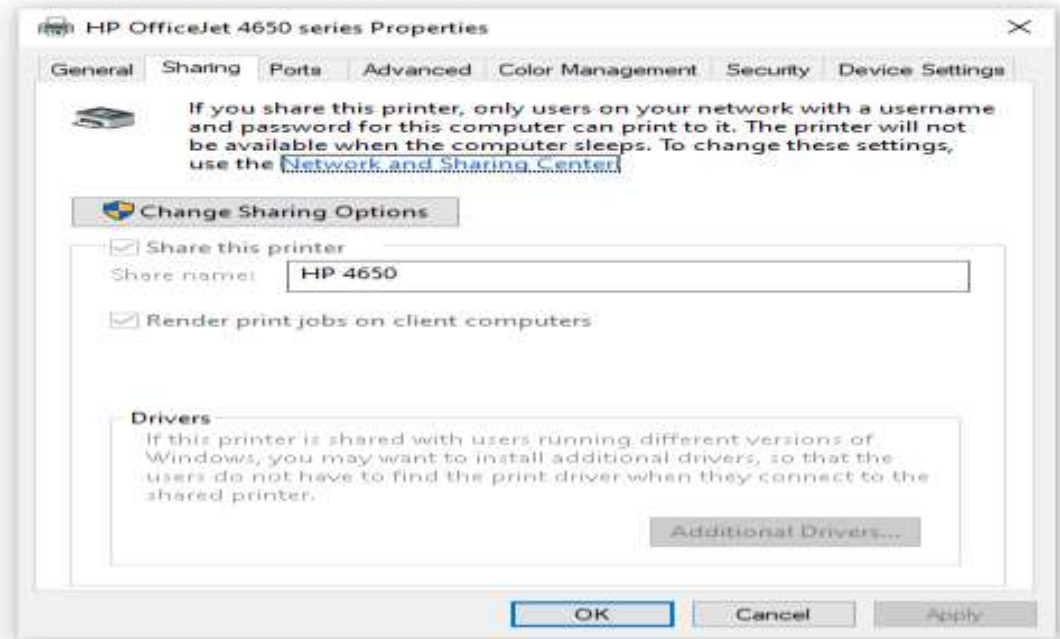 HP OfficeJet 4650 series Properties
General Sharing Ports Advanced Color Management Security Device Settings
If you share this printer, only users on your network with a username
and password for this computer can print to it. The printer will not
be available when the computer sleeps. To change these settings,
use the Network and Sharing Center.
Change Sharing Options
Share this printer
Share name: HP 4650
Render print jobs on client computers
Drivers
If this printer is shared with users running different versions of
Windows, you may want to install additional drivers, so that the
users do not have to find the print driver when they connect to the
shared printer.
Additional Drivers...
OK Cancel Apply